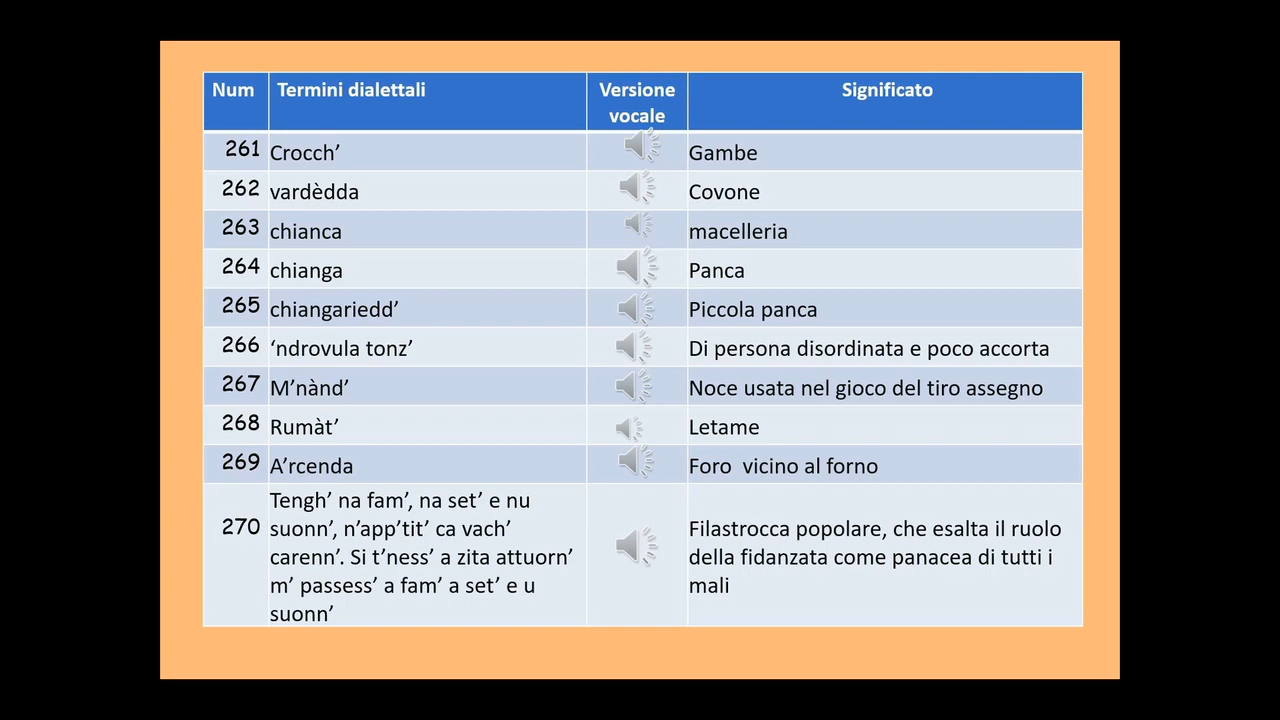 Num Termini dialettali Versione vocale Significato
261 Crocch’ Gambe
262 vardèdda Covone
263 chianca macelleria
264 chianga Panca
265 chiangariedd’ Piccola panca
266 ‘ndrovula tonz’ Di persona disordinata e poco accorta
267 M’nànd’ Noce usata nel gioco del tiro assegno
268 Rumàt’ Letame
269 A’rcenda Foro vicino al forno
270
Tengh’ na fam’, na set’ e nu
suonn’, n’app’tit’ ca vach’
carenn’. Si t’ness’ a zita attuorn’
m’ passess’ a fam’ a set’ e u
suonn’
Filastrocca popolare, che esalta il ruolo
della fidanzata come panacea di tutti i
mali